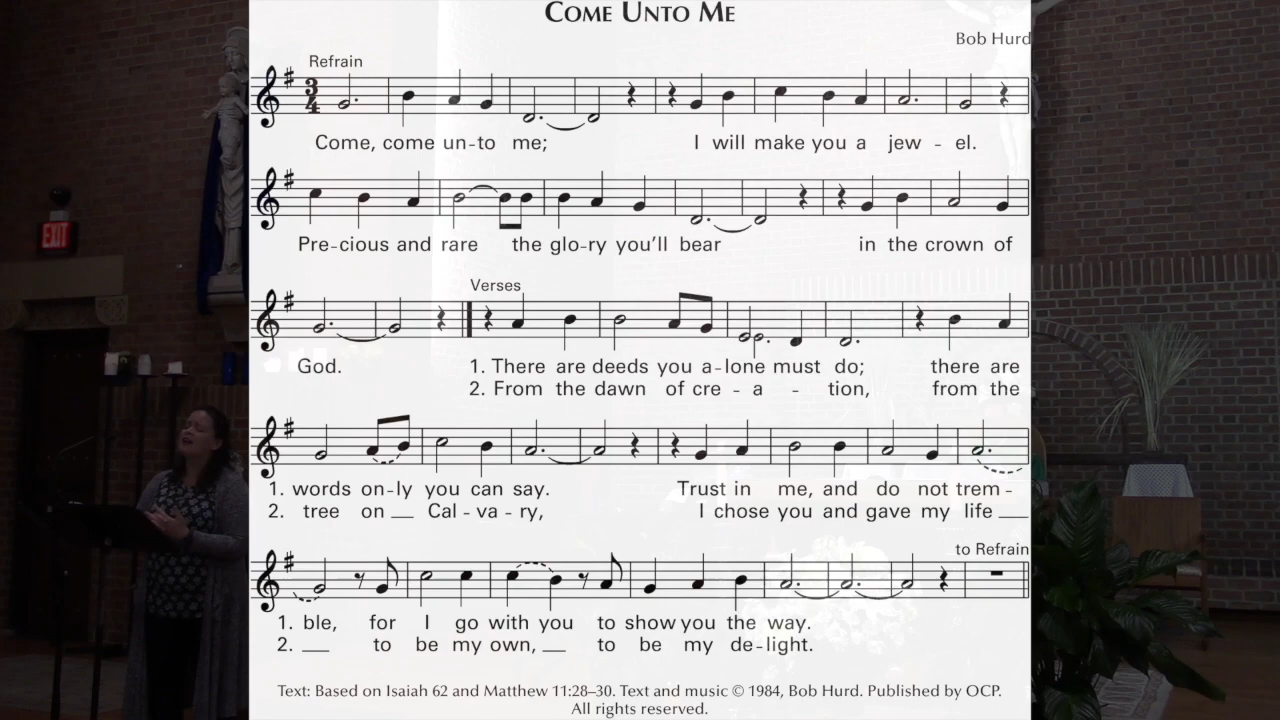 COME UNTO ME
Bob Hurd
Refrain
3
4
Come, come un-to me; I will make you a jew - el.
Pre-cious and rare the glo-ry you'll bear in the crown of
Verses
God. 1. There are deeds you a-lone must do; there are
2. From the dawn of cre - a - tion, from the
1. words on-ly you can say. Trust in me, and do not trem -
2. tree on __ Cal - va - ry, I chose you and gave my life __
to Refrain
1. ble, for I go with you to show you the way.
2. __ to be my own, __ to be my de-light.
Text: Based on Isaiah 62 and Matthew 11:28–30. Text and music © 1984, Bob Hurd. Published by OCP.
All rights reserved.
EXIT